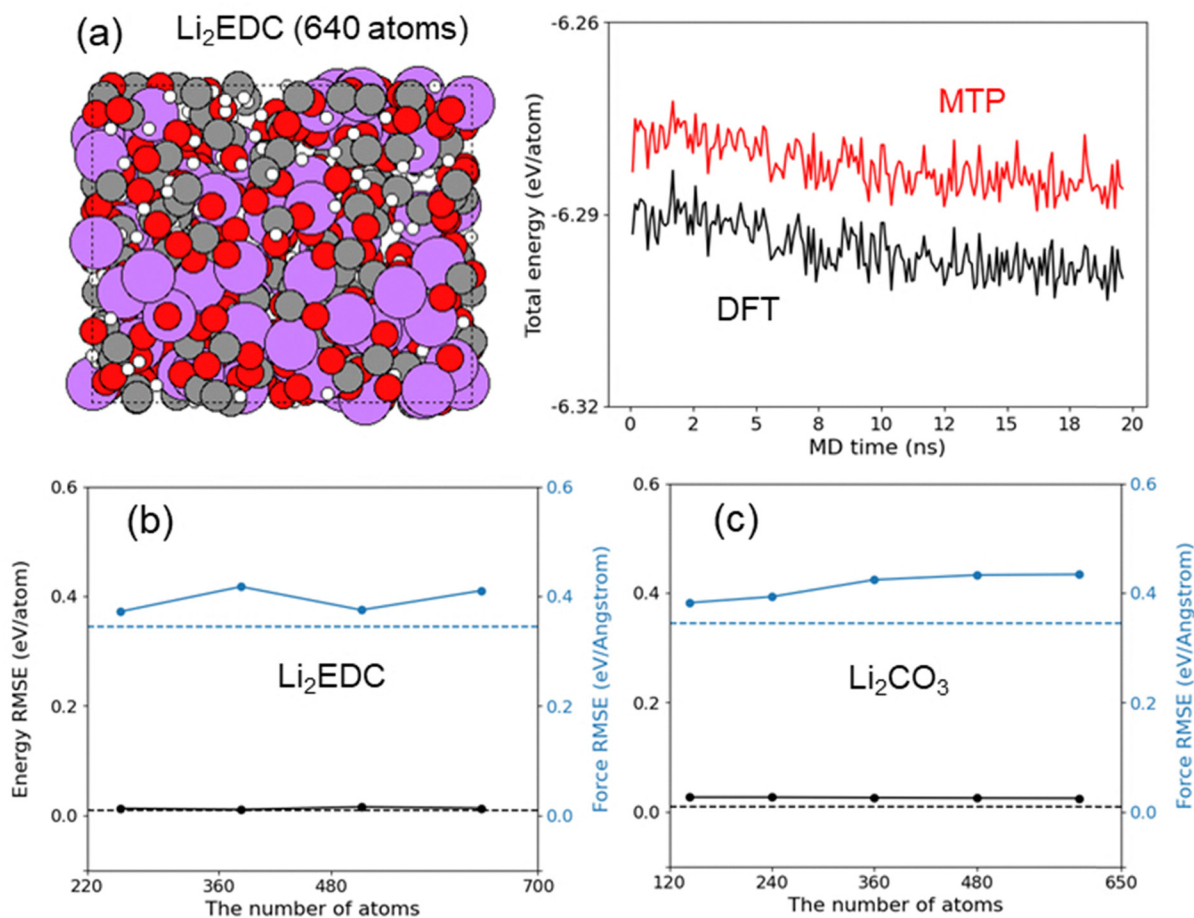 (a) Li₂EDC (640 atoms)
Total energy (eV/atom)
-6.26
-6.29
-6.32
MTP
DFT
0 2 5 8 10 12 15 18 20
MD time (ns)
(b)
Energy RMSE (eV/atom)
0.6
0.4
0.2
0.0
Li₂EDC
0.6
0.4
0.2
0.0
Force RMSE (eV/Angstrom)
220 360 480 700
The number of atoms
(c)
0.6
0.4
0.2
0.0
Li₂CO₃
0.6
0.4
0.2
0.0
Force RMSE (eV/Angstrom)
120 240 360 480 650
The number of atoms